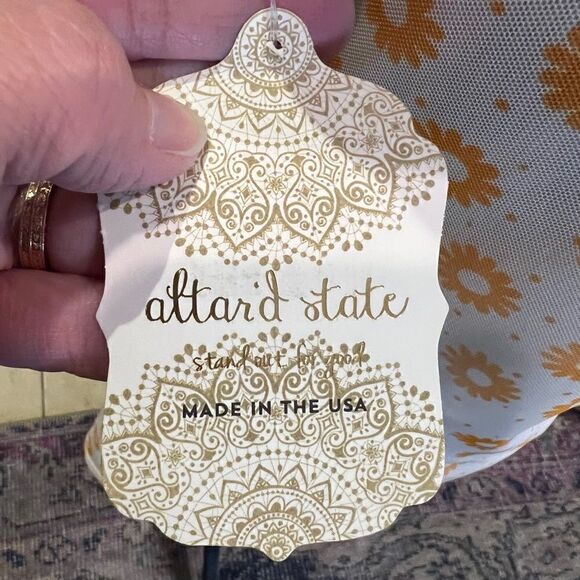 altar'd state
stand out for good
MADE IN THE USA